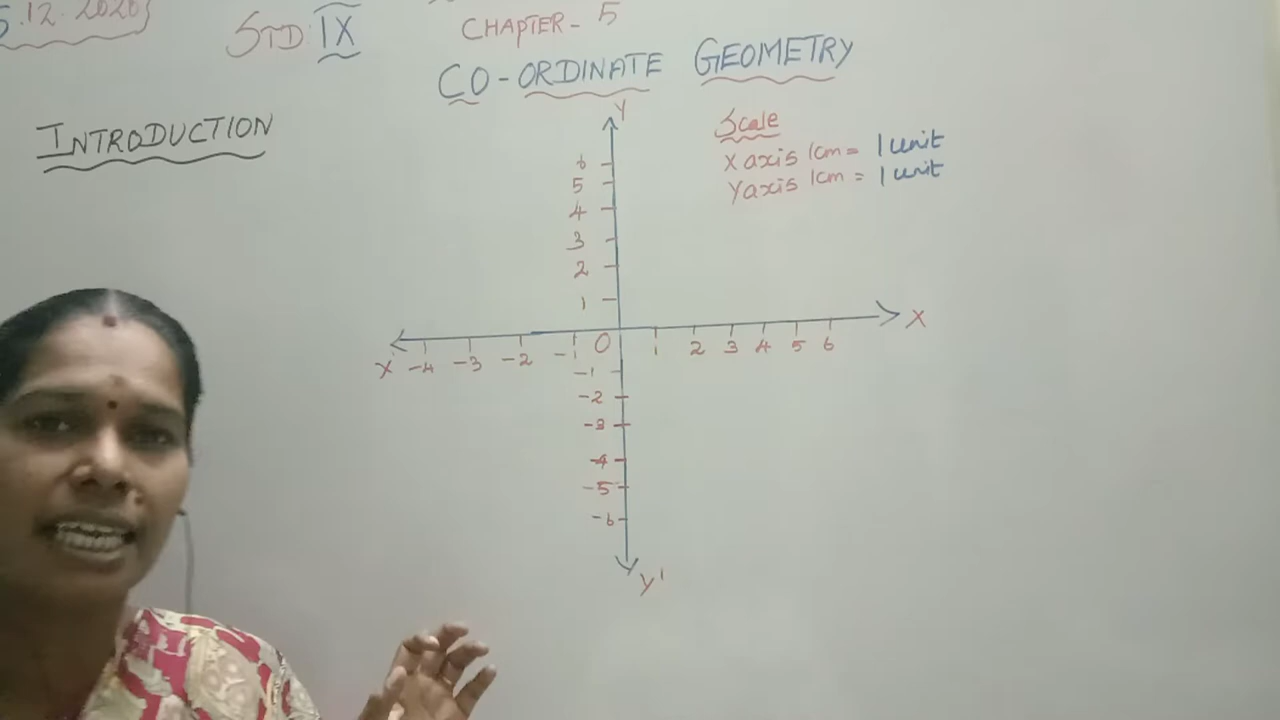 5.12.2020
STD IX
CHAPTER - 5
CO-ORDINATE GEOMETRY
INTRODUCTION
Scale
X axis 1cm = 1 unit
Y axis 1cm = 1 unit
Y
6
5
4
3
2
1
X' -4 -3 -2 -1 0 1 2 3 4 5 6 X
-1
-2
-3
-4
-5
-6
Y'